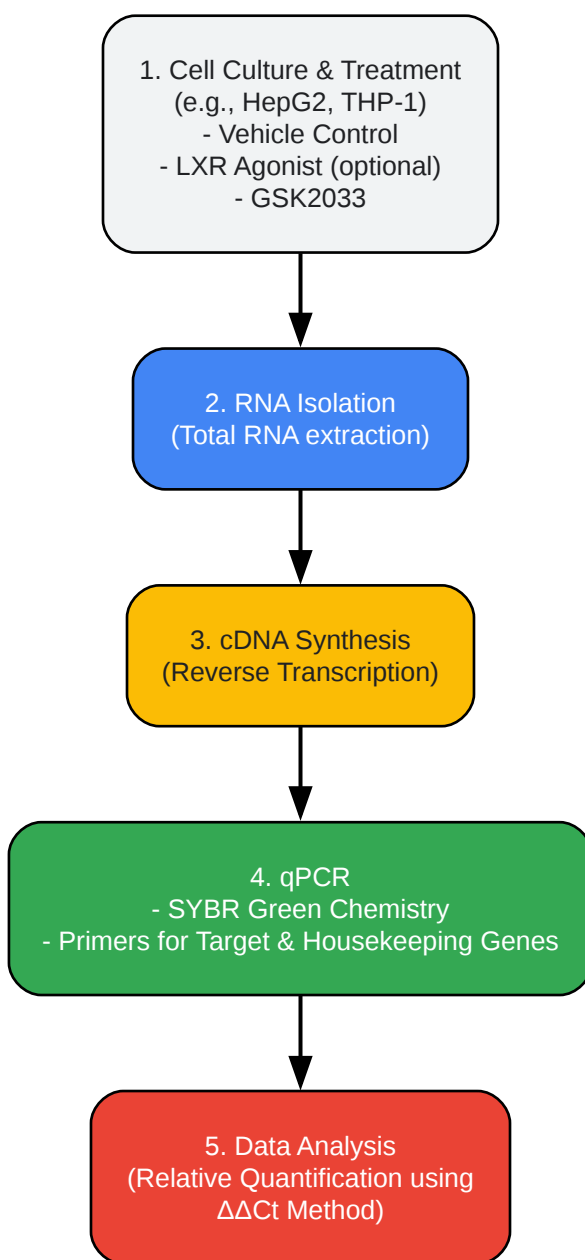 1. Cell Culture & Treatment
(e.g., HepG2, THP-1)
- Vehicle Control
- LXR Agonist (optional)
- GSK2033
2. RNA Isolation
(Total RNA extraction)
3. cDNA Synthesis
(Reverse Transcription)
4. qPCR
- SYBR Green Chemistry
- Primers for Target & Housekeeping Genes
5. Data Analysis
(Relative Quantification using
ΔΔCt Method)